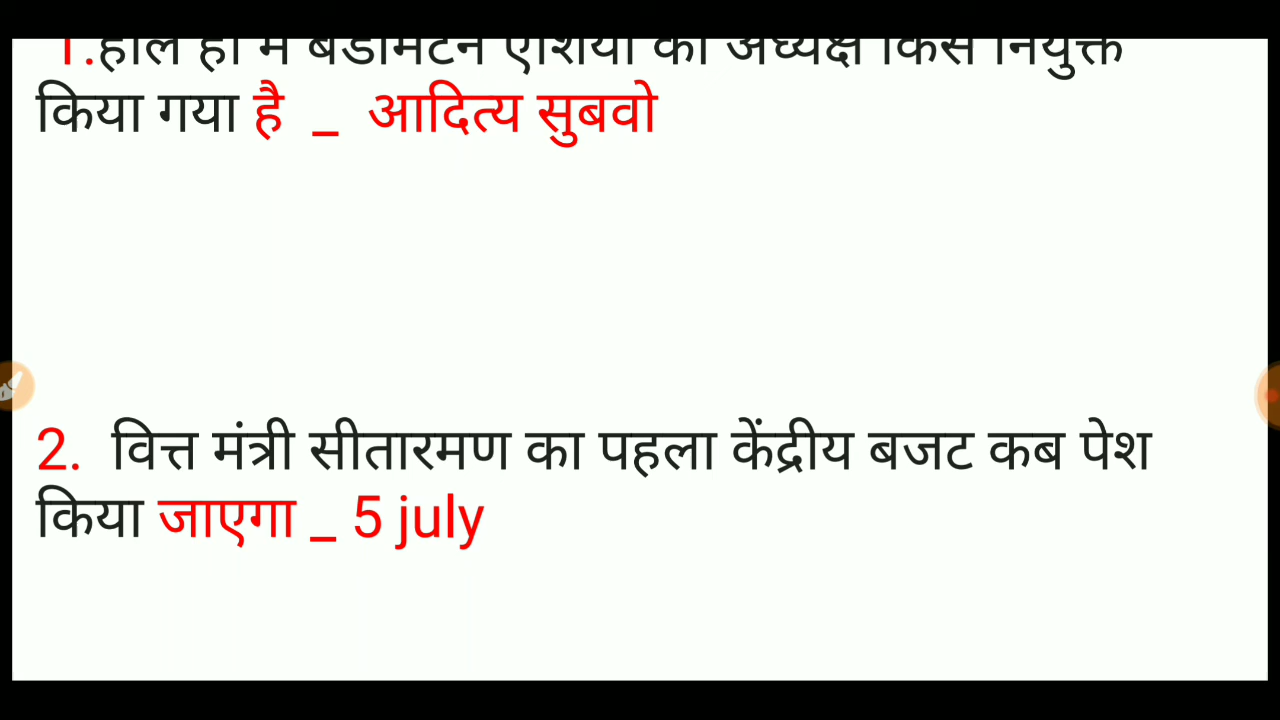 1.हाल ही में बैडमिंटन एशिया का अध्यक्ष किसे नियुक्त
किया गया है _ आदित्य सुबवो
2. वित्त मंत्री सीतारमण का पहला केंद्रीय बजट कब पेश
किया जाएगा _ 5 july